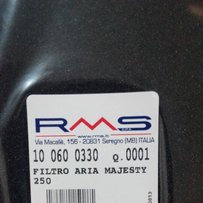 RMS
www.rms.it
Via Macallè, 156 - 20831 Seregno (MB) ITALIA
10 060 0330 g.0001
FILTRO ARIA MAJESTY
250